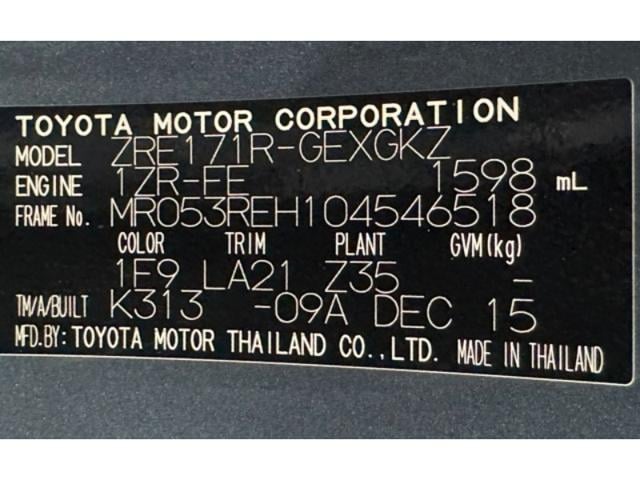 TOYOTA MOTOR CORPORATION
MODEL ZRE171R-GEXGKZ
ENGINE 1ZR-FE 1598 mL
FRAME No. MR053REH104546518
COLOR TRIM PLANT GVM(kg)
1F9 LA21 Z35 -
TM/A/BUILT K313 -09A DEC 15
MFD.BY: TOYOTA MOTOR THAILAND CO.,LTD. MADE IN THAILAND